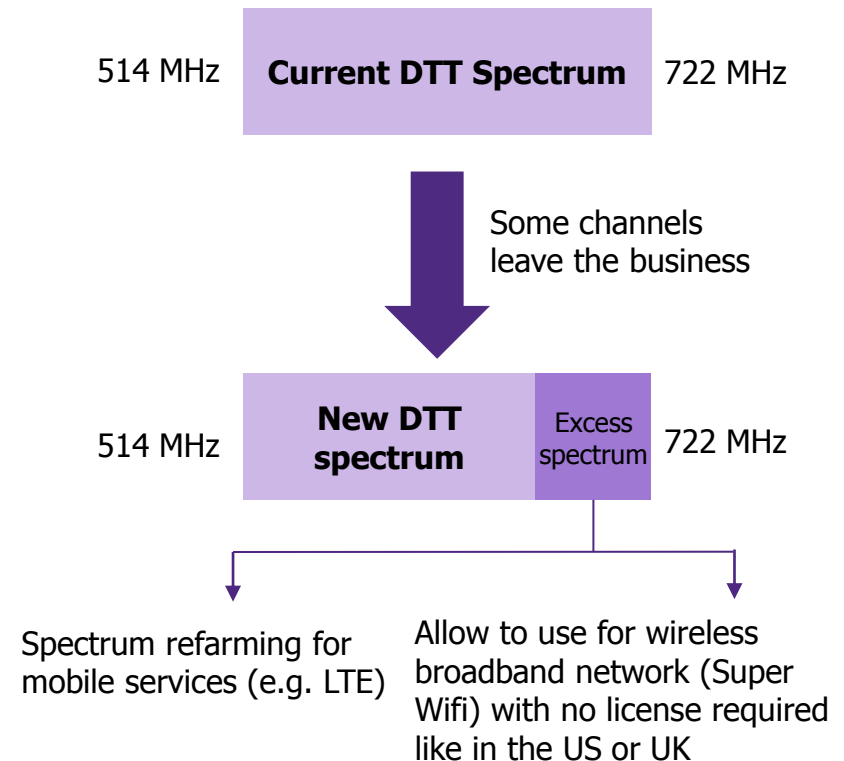 514 MHz
Current DTT Spectrum
722 MHz
Some channels
leave the business
514 MHz
New DTT
spectrum
Excess
spectrum
722 MHz
Spectrum refarming for
mobile services (e.g. LTE)
Allow to use for wireless
broadband network (Super
Wifi) with no license required
like in the US or UK